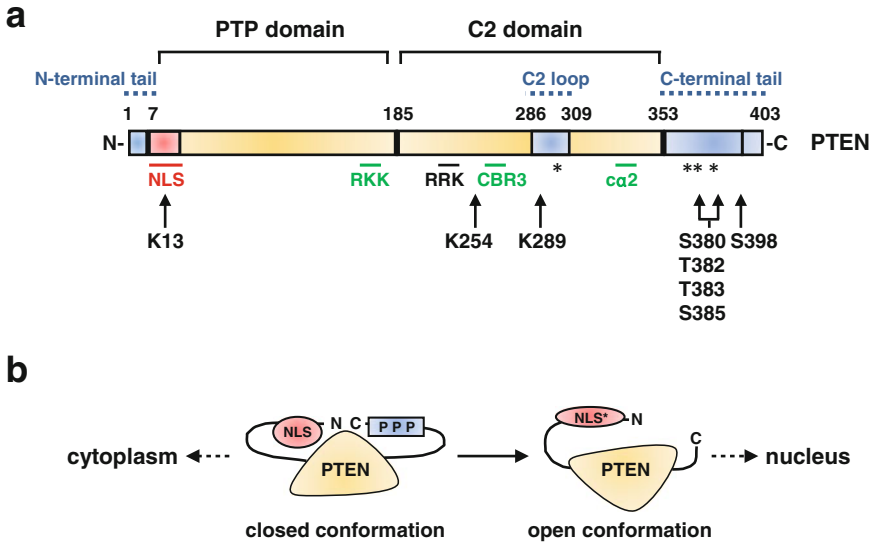 a
PTP domain
C2 domain
N-terminal tail
C2 loop
C-terminal tail
1 7 185 286 309 353 403
N- -C PTEN
* ** *
NLS RKK RRK CBR3 cα2
K13 K254 K289 S380 S398
T382
T383
S385
b
NLS N C P P P
NLS* N
C
cytoplasm PTEN PTEN nucleus
closed conformation open conformation